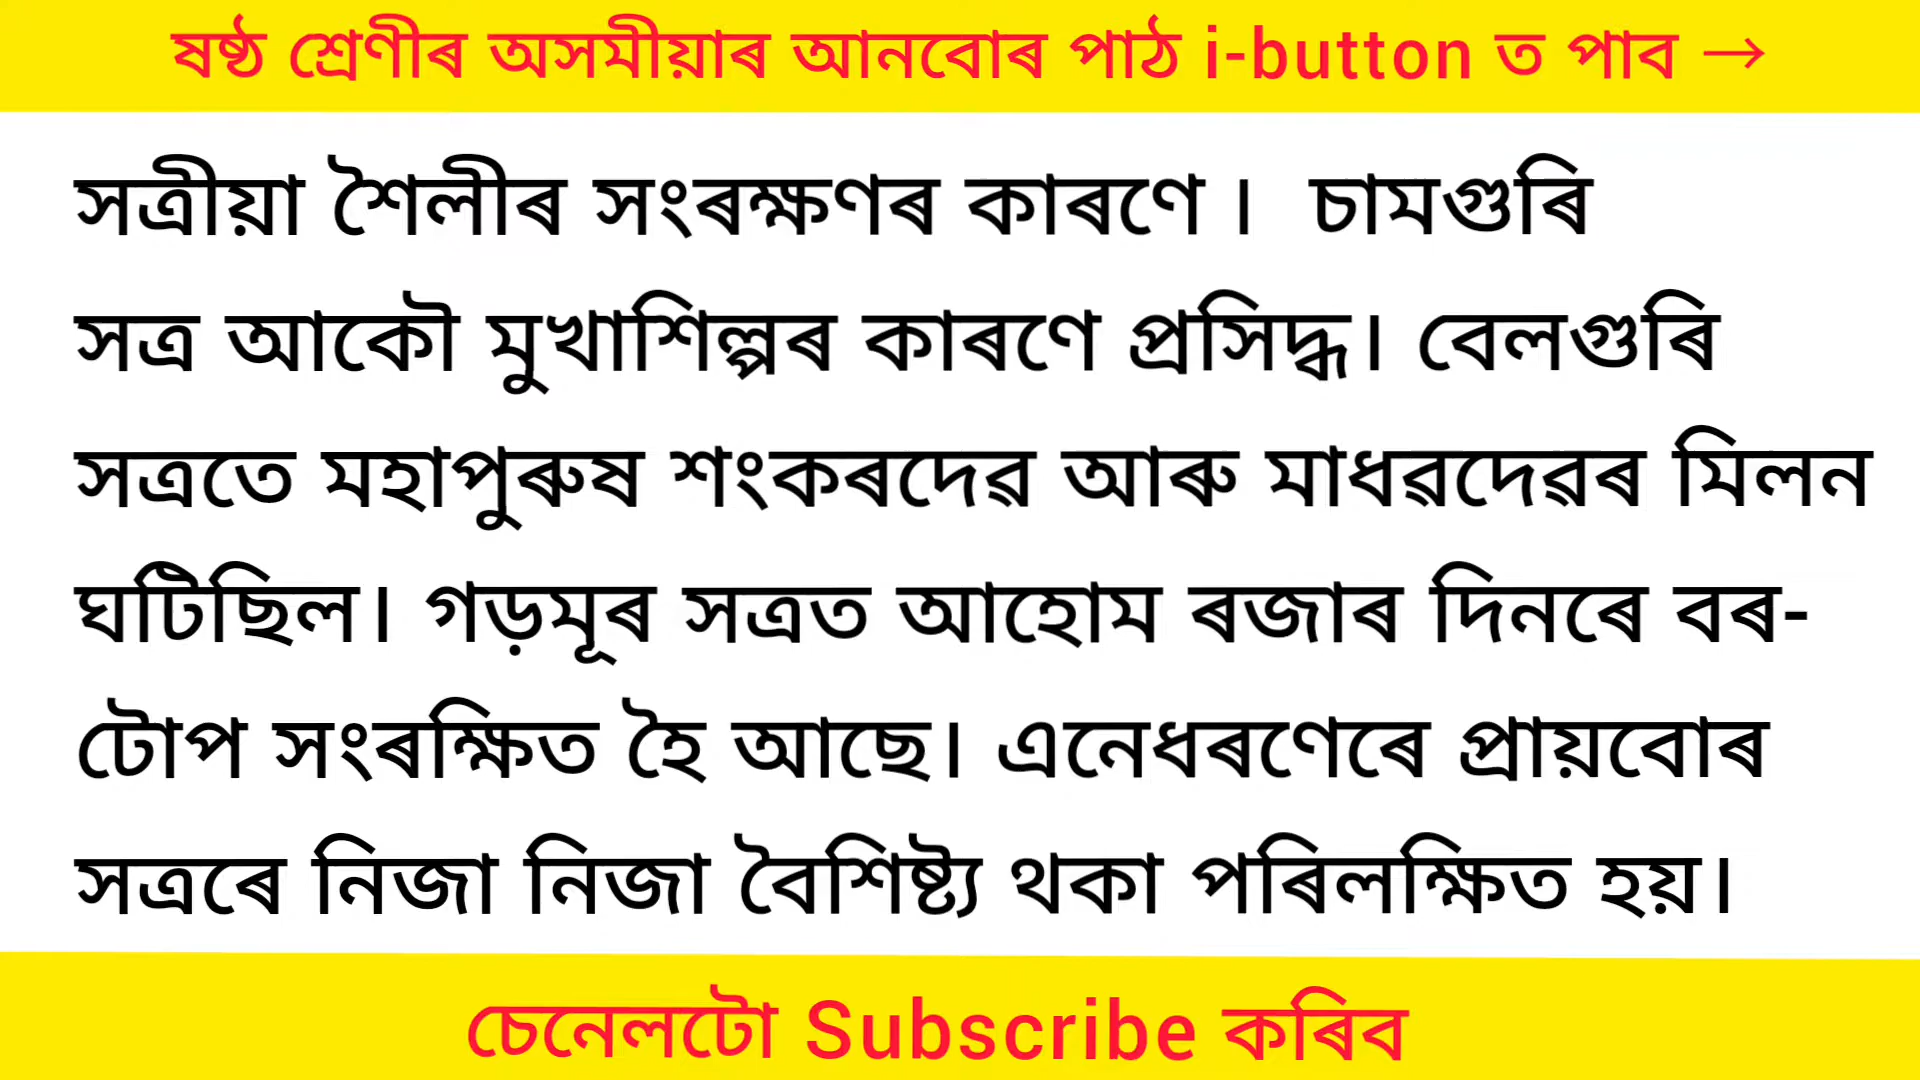 ষষ্ঠ শ্ৰেণীৰ অসমীয়াৰ আনবোৰ পাঠ i-button ত পাব →
সত্ৰীয়া শৈলীৰ সংৰক্ষণৰ কাৰণে। চামগুৰি
সত্ৰ আকৌ মুখাশিল্পৰ কাৰণে প্ৰসিদ্ধ। বেলগুৰি
সত্ৰতে মহাপুৰুষ শংকৰদেৱ আৰু মাধৱদেৱৰ মিলন
ঘটিছিল। গড়মূৰ সত্ৰত আহোম ৰজাৰ দিনৰে বৰ-
টোপ সংৰক্ষিত হৈ আছে। এনেধৰণেৰে প্ৰায়বোৰ
সত্ৰৰে নিজা নিজা বৈশিষ্ট্য থকা পৰিলক্ষিত হয়।
চেনেলটো Subscribe কৰিব